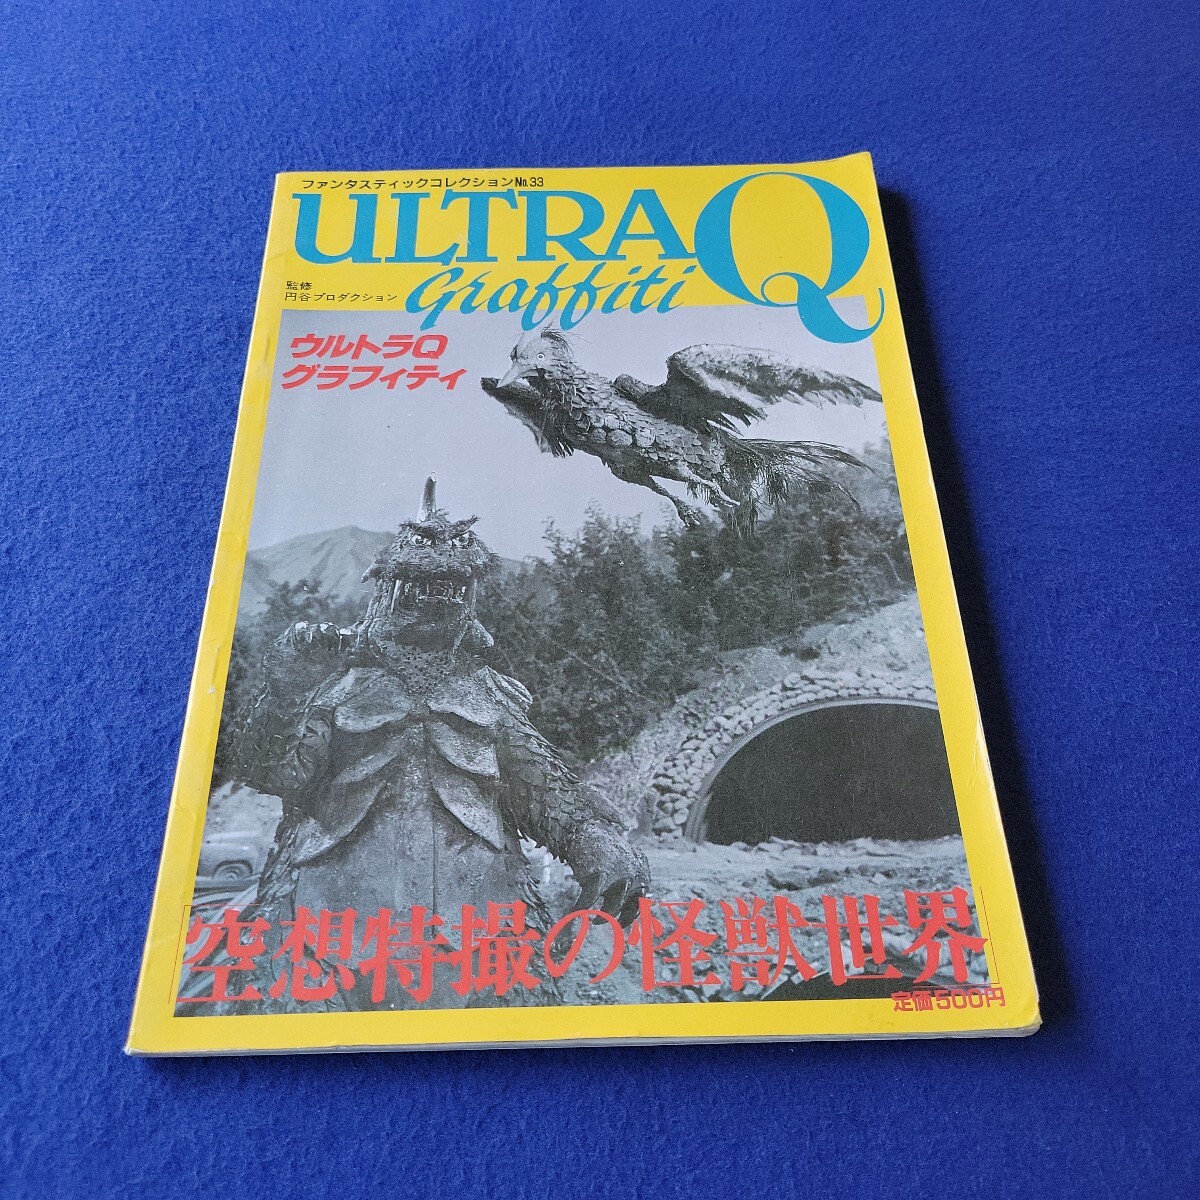 ファンタスティックコレクションNo.33
ULTRAQ
Graffiti
監修
円谷プロダクション
ウルトラQ
グラフィティ
[空想特撮の怪獣世界]
定価500円